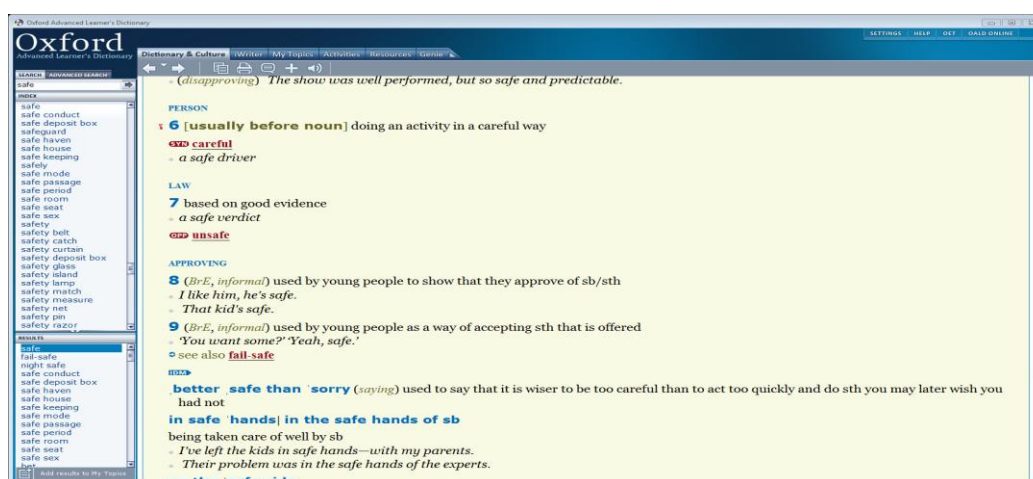 Oxford Advanced Learner's Dictionary
Oxford
Advanced Learner's Dictionary
SETTINGS HELP OET OALD ONLINE
Dictionary & Culture iWriter My Topics Activities Resources Genie
SEARCH ADVANCED SEARCH
safe
INDEX
safe
safe conduct
safe deposit box
safeguard
safe haven
safe house
safe keeping
safely
safe mode
safe passage
safe period
safe room
safe seat
safe sex
safety
safety belt
safety catch
safety curtain
safety deposit box
safety glass
safety island
safety lamp
safety match
safety measure
safety net
safety pin
safety razor
RESULTS
safe
fail-safe
night safe
safe conduct
safe deposit box
safe haven
safe house
safe keeping
safe mode
safe passage
safe period
safe room
safe seat
safe sex
bet
Add results to My Topics
(disapproving) The show was well performed, but so safe and predictable.
PERSON
6 [usually before noun] doing an activity in a careful way
SYN careful
a safe driver
LAW
7 based on good evidence
a safe verdict
OPP unsafe
APPROVING
8 (BrE, informal) used by young people to show that they approve of sb/sth
I like him, he's safe.
That kid's safe.
9 (BrE, informal) used by young people as a way of accepting sth that is offered
'You want some?' 'Yeah, safe.'
see also fail-safe
IDM
better ˌsafe than ˈsorry (saying) used to say that it is wiser to be too careful than to act too quickly and do sth you may later wish you
had not
in safe ˈhands| in the safe hands of sb
being taken care of well by sb
I've left the kids in safe hands—with my parents.
Their problem was in the safe hands of the experts.